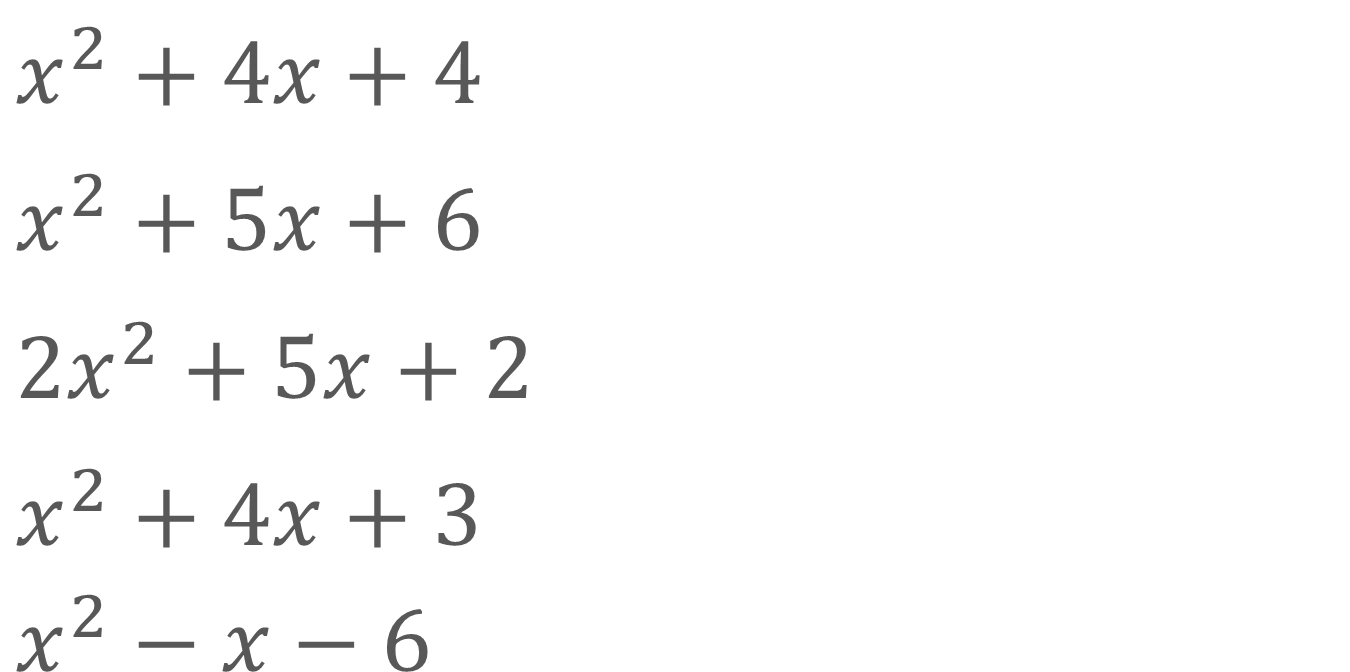 x² + 4x + 4
x² + 5x + 6
2x² + 5x + 2
x² + 4x + 3
x² − x − 6